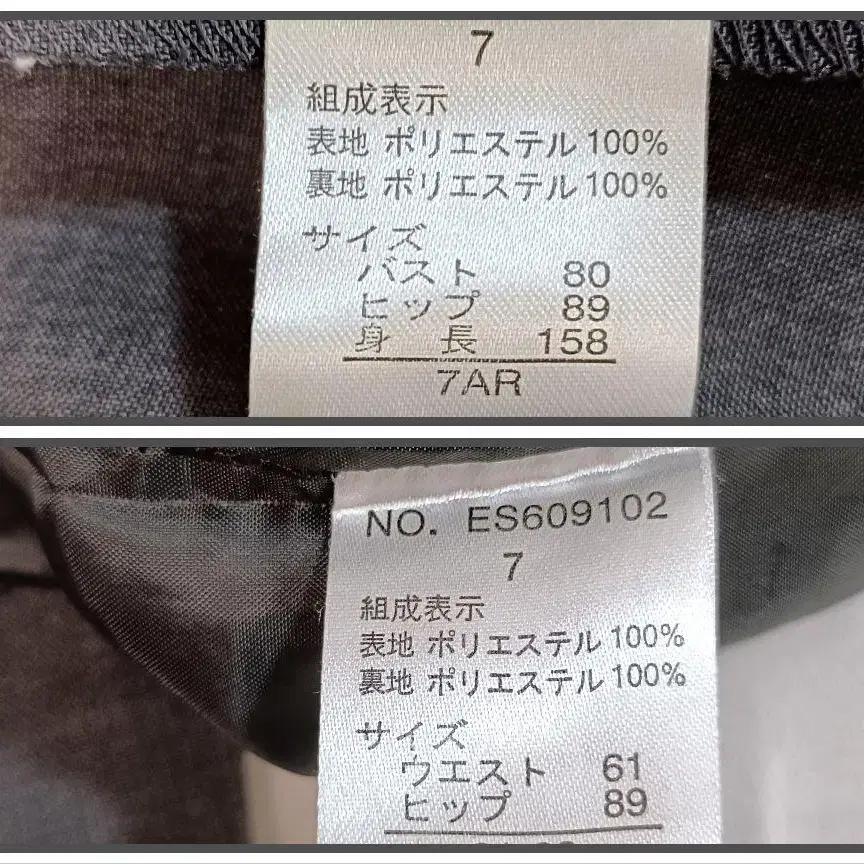 7
組成表示
表地 ポリエステル 100%
裏地 ポリエステル 100%
サイズ
バスト 80
ヒップ 89
身 長 158
7AR
NO. ES609102
7
組成表示
表地 ポリエステル 100%
裏地 ポリエステル 100%
サイズ
ウエスト 61
ヒップ 89